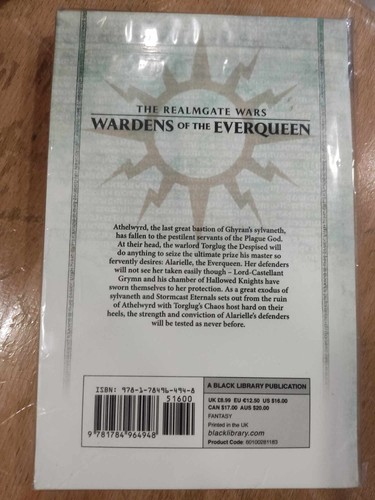 THE REALMGATE WARS
WARDENS OF THE EVERQUEEN
Athelwyrd, the last great bastion of Ghyran's sylvaneth,
has fallen to the pestilent servants of the Plague God.
At their head, the warlord Torglug the Despised will
do anything to seize the ultimate prize his master so
fervently desires: Alarielle, the Everqueen. Her defenders
will not see her taken easily though – Lord-Castellant
Grymn and his chamber of Hallowed Knights have
sworn themselves to her protection. As a great exodus of
sylvaneth and Stormcast Eternals sets out from the ruin
of Athelwyrd with Torglug's Chaos host hard on their
heels, the strength and conviction of Alarielle's defenders
will be tested as never before.
ISBN: 978-1-78496-494-8
51600
9 781784 964948
A BLACK LIBRARY PUBLICATION
UK £8.99 EU €12.50 US $16.00
CAN $17.00 AUS $20.00
FANTASY
Printed in the UK
blacklibrary.com
Product Code: 60100281183